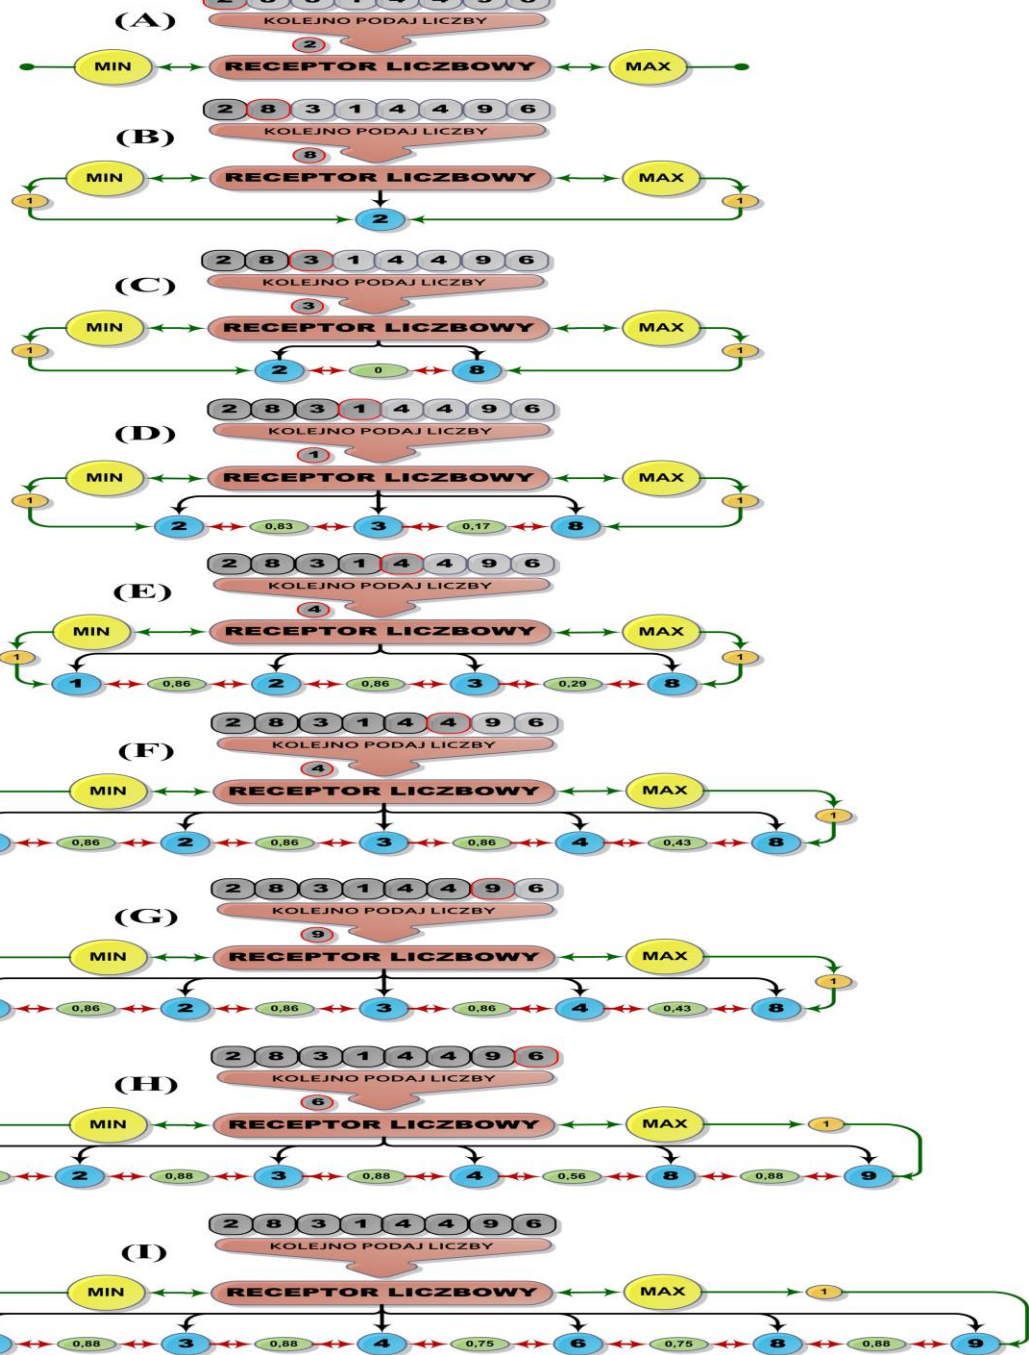 (A)
2 8 3 1 4 4 9 6
KOLEJNO PODAJ LICZBY
2
MIN RECEPTOR LICZBOWY MAX
2 8 3 1 4 4 9 6
(B)
KOLEJNO PODAJ LICZBY
8
MIN RECEPTOR LICZBOWY MAX
1 1
2
2 8 3 1 4 4 9 6
(C)
KOLEJNO PODAJ LICZBY
3
MIN RECEPTOR LICZBOWY MAX
1 1
2 0 8
2 8 3 1 4 4 9 6
(D)
KOLEJNO PODAJ LICZBY
1
MIN RECEPTOR LICZBOWY MAX
1 1
2 0,83 3 0,17 8
2 8 3 1 4 4 9 6
(E)
KOLEJNO PODAJ LICZBY
4
MIN RECEPTOR LICZBOWY MAX
1 1
1 0,86 2 0,86 3 0,29 8
2 8 3 1 4 4 9 6
(F)
KOLEJNO PODAJ LICZBY
4
MIN RECEPTOR LICZBOWY MAX
1
0,86 2 0,86 3 0,86 4 0,43 8
2 8 3 1 4 4 9 6
(G)
KOLEJNO PODAJ LICZBY
9
MIN RECEPTOR LICZBOWY MAX
1
0,86 2 0,86 3 0,86 4 0,43 8
2 8 3 1 4 4 9 6
(H)
KOLEJNO PODAJ LICZBY
6
MIN RECEPTOR LICZBOWY MAX 1
2 0,88 3 0,88 4 0,56 8 0,88 9
2 8 3 1 4 4 9 6
(I)
KOLEJNO PODAJ LICZBY
MIN RECEPTOR LICZBOWY MAX 1
0,88 3 0,88 4 0,75 6 0,75 8 0,88 9